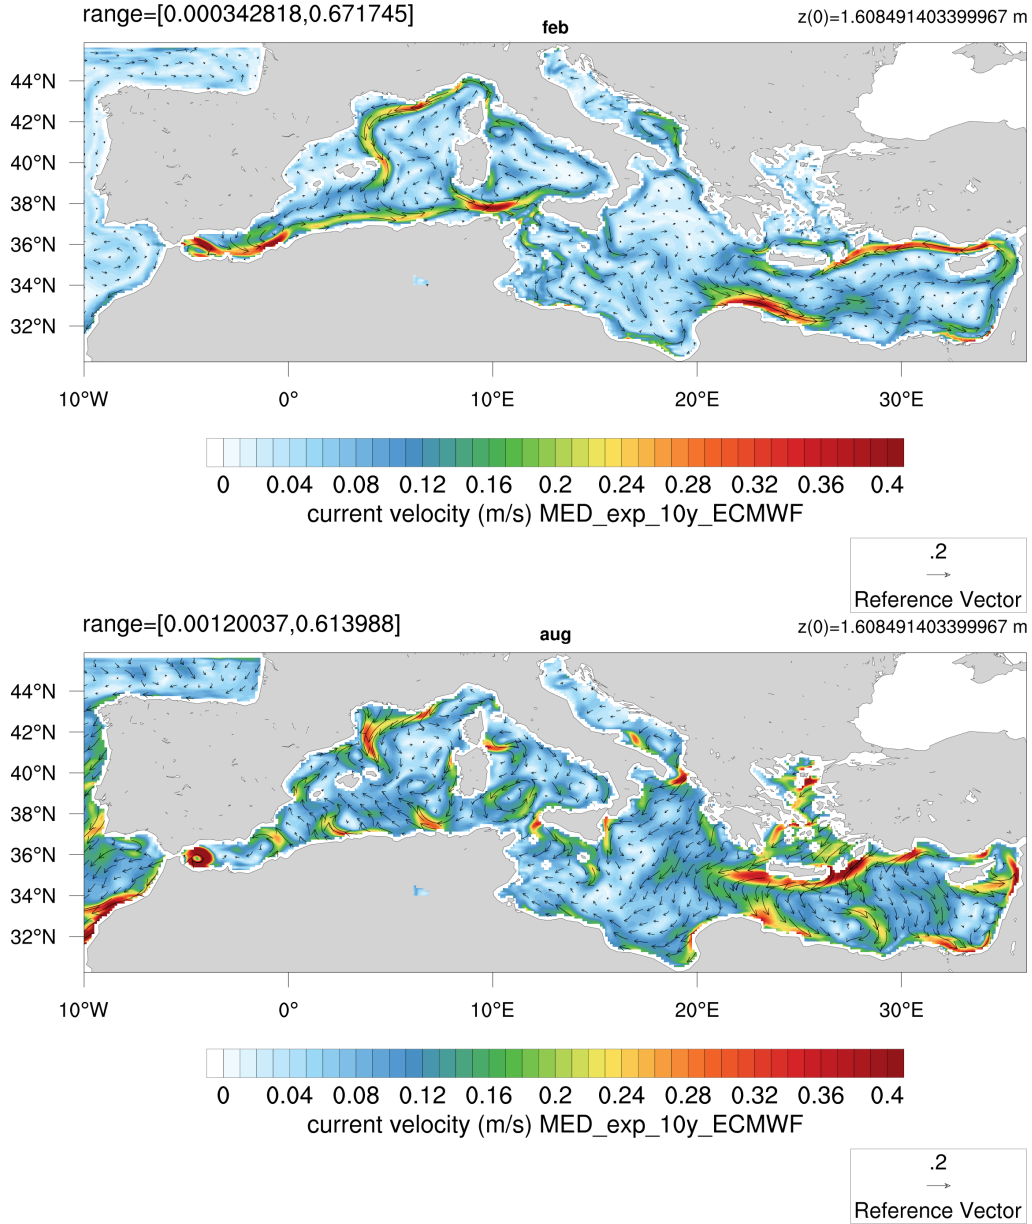 range=[0.000342818,0.671745]
feb
z(0)=1.608491403399967 m
44°N
42°N
40°N
38°N
36°N
34°N
32°N
10°W 0° 10°E 20°E 30°E
0 0.04 0.08 0.12 0.16 0.2 0.24 0.28 0.32 0.36 0.4
current velocity (m/s) MED_exp_10y_ECMWF
.2
Reference Vector
range=[0.00120037,0.613988]
aug
z(0)=1.608491403399967 m
44°N
42°N
40°N
38°N
36°N
34°N
32°N
10°W 0° 10°E 20°E 30°E
0 0.04 0.08 0.12 0.16 0.2 0.24 0.28 0.32 0.36 0.4
current velocity (m/s) MED_exp_10y_ECMWF
.2
Reference Vector